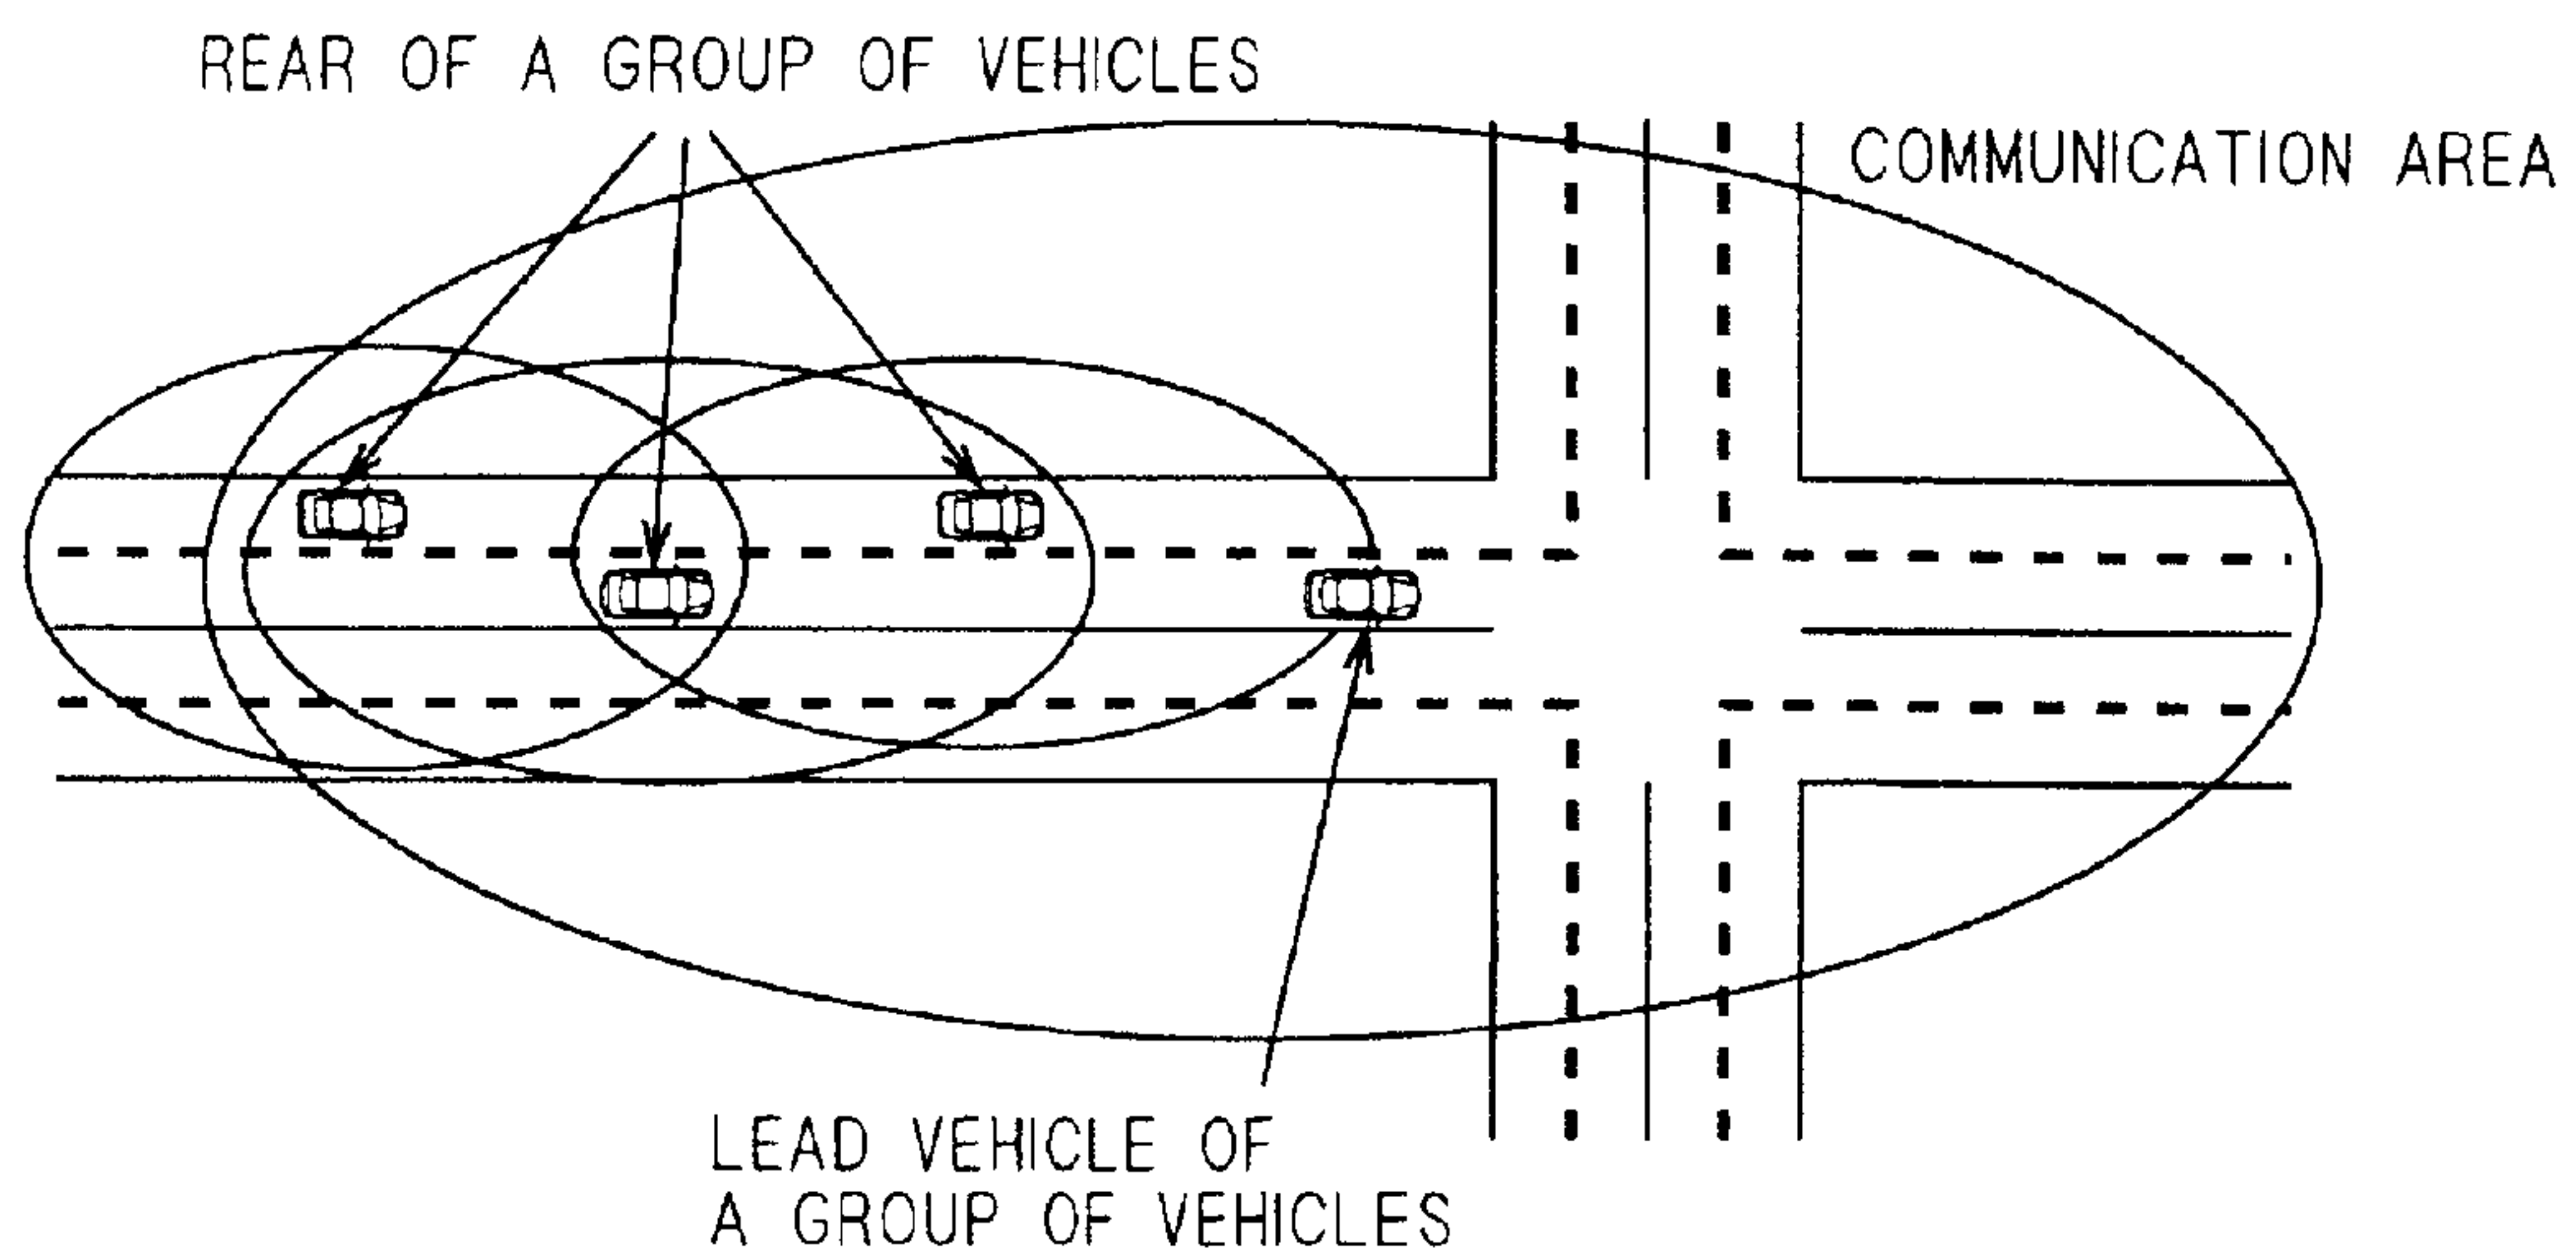 REAR OF A GROUP OF VEHICLES
COMMUNICATION AREA
LEAD VEHICLE OF
A GROUP OF VEHICLES